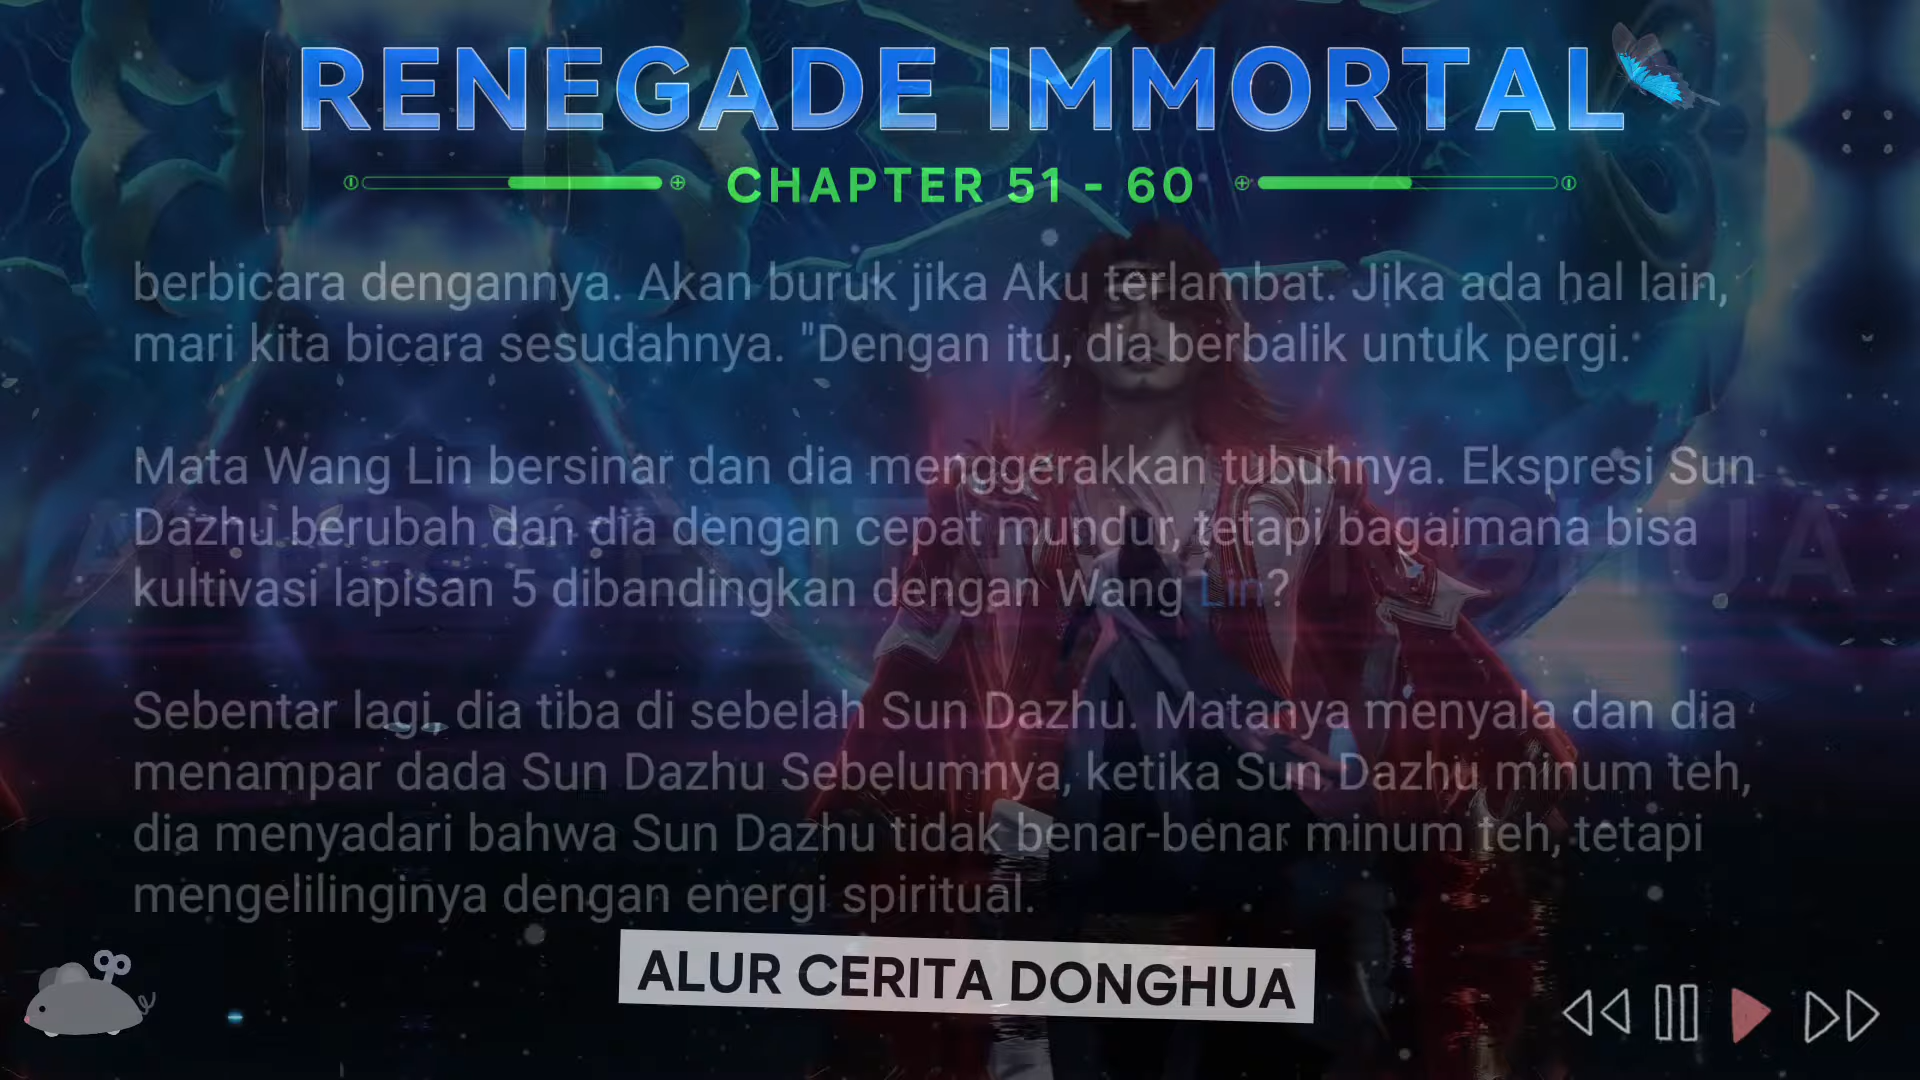 RENEGADE IMMORTAL
CHAPTER 51 - 60
berbicara dengannya. Akan buruk jika Aku terlambat. Jika ada hal lain,
mari kita bicara sesudahnya. "Dengan itu, dia berbalik untuk pergi.
Mata Wang Lin bersinar dan dia menggerakkan tubuhnya. Ekspresi Sun
Dazhu berubah dan dia dengan cepat mundur, tetapi bagaimana bisa
kultivasi lapisan 5 dibandingkan dengan Wang Lin?
Sebentar lagi, dia tiba di sebelah Sun Dazhu. Matanya menyala dan dia
menampar dada Sun Dazhu Sebelumnya, ketika Sun Dazhu minum teh,
dia menyadari bahwa Sun Dazhu tidak benar-benar minum teh, tetapi
mengelilinginya dengan energi spiritual.
ALUR CERITA DONGHUA